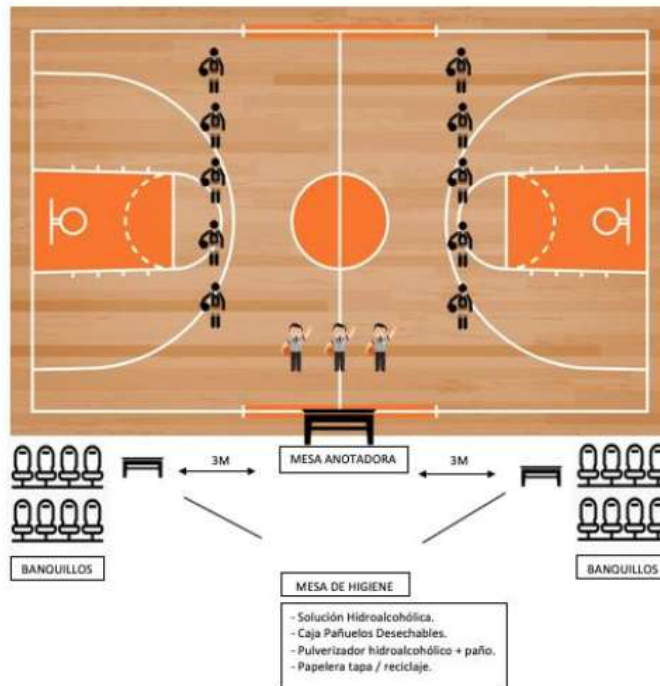 3M
MESA ANOTADORA
3M
BANQUILLOS
BANQUILLOS
MESA DE HIGIENE
- Solución Hidroalcohólica.
- Caja Pañuelos Desechables.
- Pulverizador hidroalcohólico + paño.
- Papelera tapa / reciclaje.